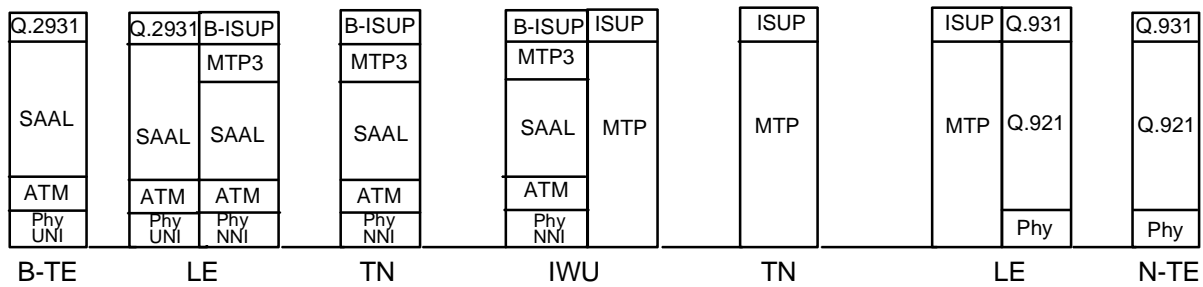 Q.2931
SAAL
ATM
Phy
UNI
B-TE
Q.2931 B-ISUP
MTP3
SAAL SAAL
ATM ATM
Phy Phy
UNI NNI
LE
B-ISUP
MTP3
SAAL
ATM
Phy
NNI
TN
B-ISUP ISUP
MTP3
SAAL MTP
ATM
Phy
NNI
IWU
ISUP
MTP
TN
ISUP Q.931
MTP Q.921
Phy
LE
Q.931
Q.921
Phy
N-TE